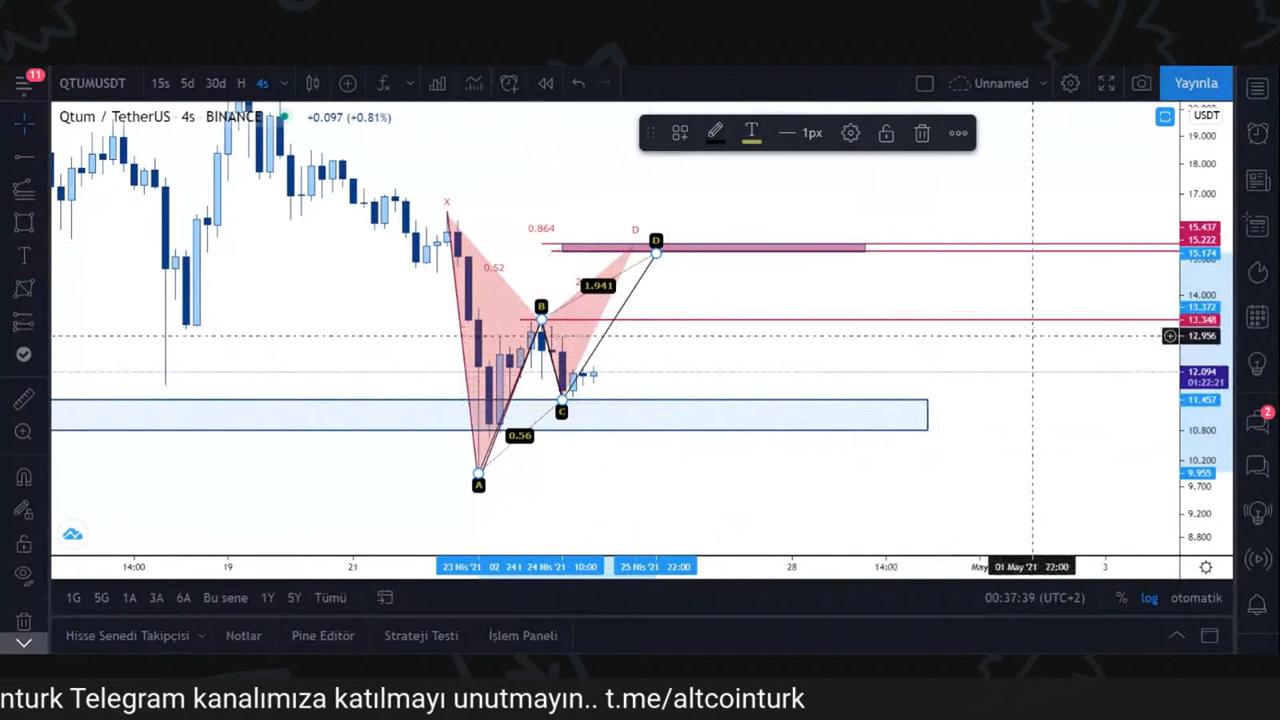 11
QTUMUSDT 15s 5d 30d H 4s Unnamed Yayınla
Qtum / TetherUS · 4s · BINANCE +0.097 (+0.81%)
1px
USDT
19.000
18.000
17.000
X
0.864
D
D
15.437
15.222
15.174
0.52
1.941
14.000
B
13.372
13.348
12.956
12.094
01:22:21
C
11.457
0.56
10.800
10.200
A
9.955
9.700
9.200
8.800
14:00 19 21 23 Nis '21 02 24 Nis '21 10:00 25 Nis '21 22:00 28 14:00 May 01 May '21 22:00 3
1G 5G 1A 3A 6A Bu sene 1Y 5Y Tümü 00:37:39 (UTC+2) % log otomatik
Hisse Senedi Takipçisi Notlar Pine Editör Strateji Testi İşlem Paneli
2
nturk Telegram kanalımıza katılmayı unutmayın.. t.me/altcointurk